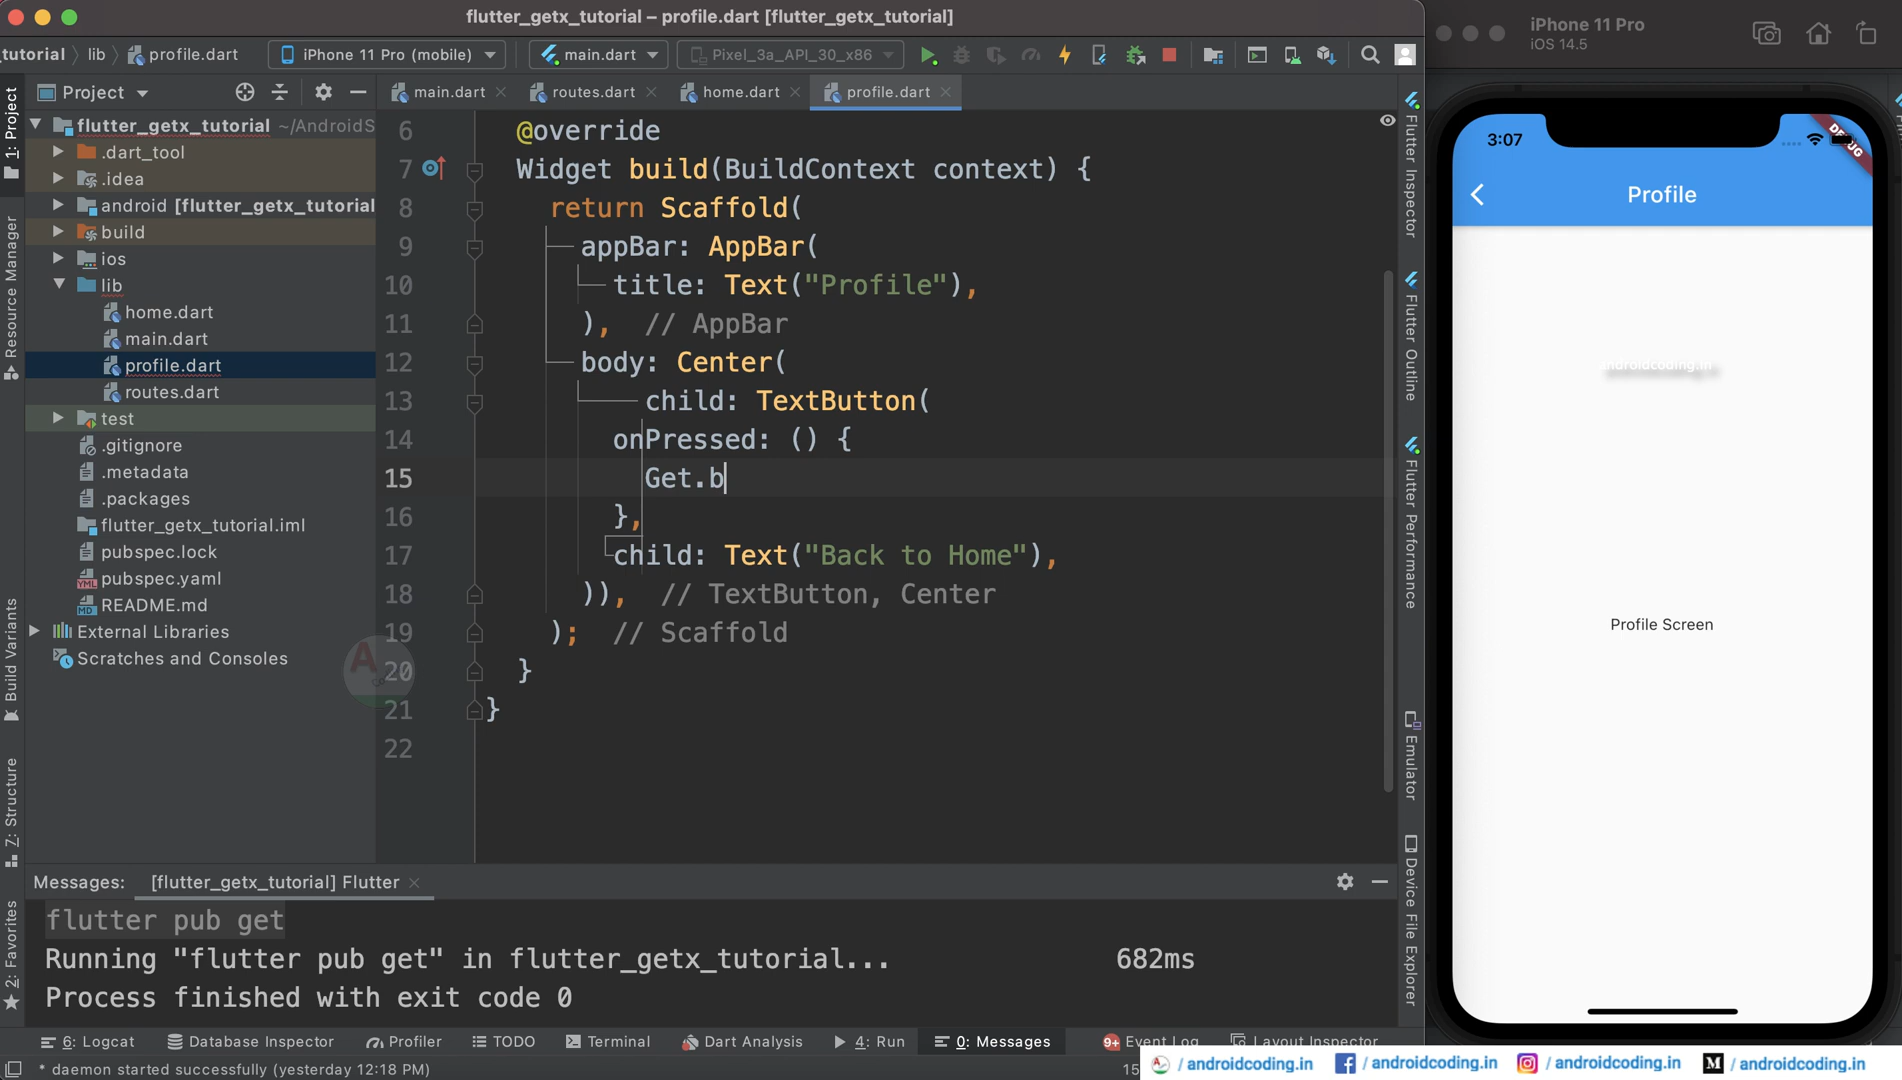 flutter_getx_tutorial – profile.dart [flutter_getx_tutorial]
_tutorial lib profile.dart iPhone 11 Pro (mobile) main.dart Pixel_3a_API_30_x86
Project
main.dart routes.dart home.dart profile.dart
1: Project
Resource Manager
Build Variants
7: Structure
2: Favorites
flutter_getx_tutorial ~/AndroidS
.dart_tool
.idea
android [flutter_getx_tutorial
build
ios
lib
home.dart
main.dart
profile.dart
routes.dart
test
.gitignore
.metadata
.packages
flutter_getx_tutorial.iml
pubspec.lock
pubspec.yaml
README.md
External Libraries
Scratches and Consoles
6 @override
7 Widget build(BuildContext context) {
8 return Scaffold(
9 appBar: AppBar(
10 title: Text("Profile"),
11 ), // AppBar
12 body: Center(
13 child: TextButton(
14 onPressed: () {
15 Get.b
16 },
17 child: Text("Back to Home"),
18 )), // TextButton, Center
19 ); // Scaffold
20 }
21 }
22
Flutter Inspector
Flutter Outline
Flutter Performance
Emulator
Device File Explorer
Messages: [flutter_getx_tutorial] Flutter
flutter pub get
Running "flutter pub get" in flutter_getx_tutorial... 682ms
Process finished with exit code 0
6: Logcat Database Inspector Profiler TODO Terminal Dart Analysis 4: Run 0: Messages 9+ Event Log Layout Inspector
* daemon started successfully (yesterday 12:18 PM)
15
iPhone 11 Pro
iOS 14.5
3:07
DEBUG
Profile
androidcoding.in
Profile Screen
/androidcoding.in /androidcoding.in /androidcoding.in /androidcoding.in